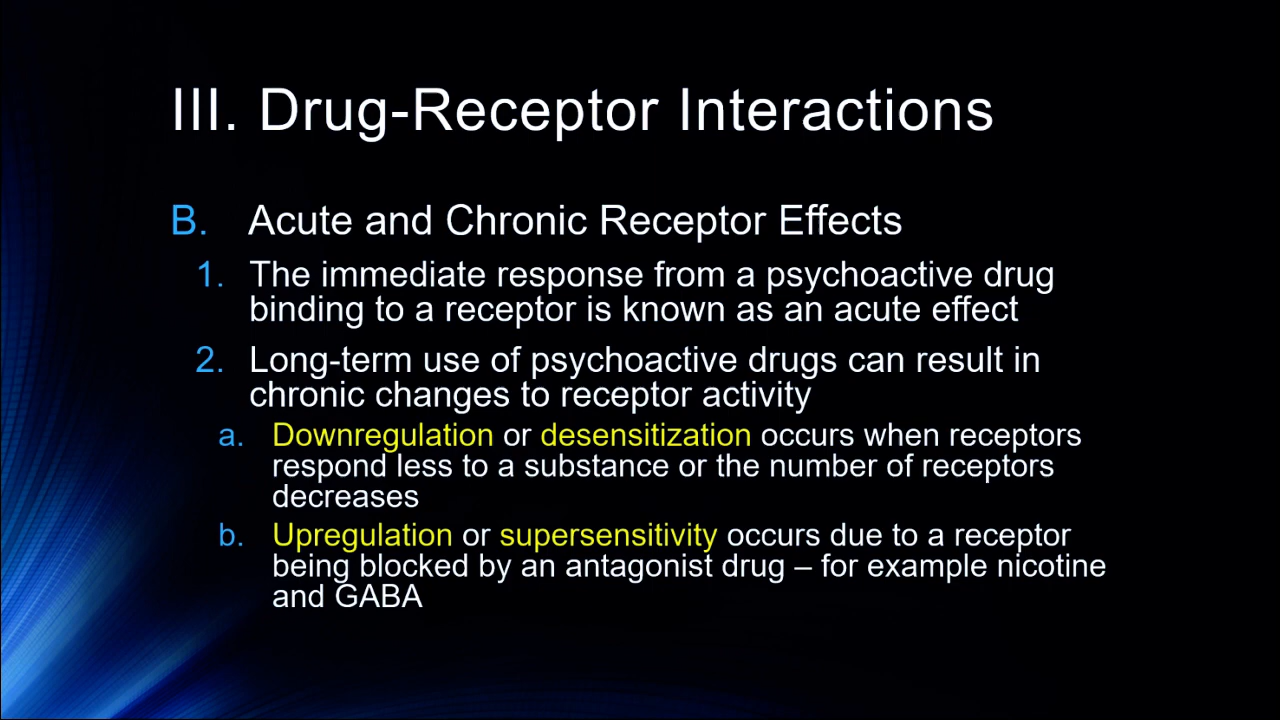 III. Drug-Receptor Interactions
B. Acute and Chronic Receptor Effects
1. The immediate response from a psychoactive drug
binding to a receptor is known as an acute effect
2. Long-term use of psychoactive drugs can result in
chronic changes to receptor activity
a. Downregulation or desensitization occurs when receptors
respond less to a substance or the number of receptors
decreases
b. Upregulation or supersensitivity occurs due to a receptor
being blocked by an antagonist drug – for example nicotine
and GABA